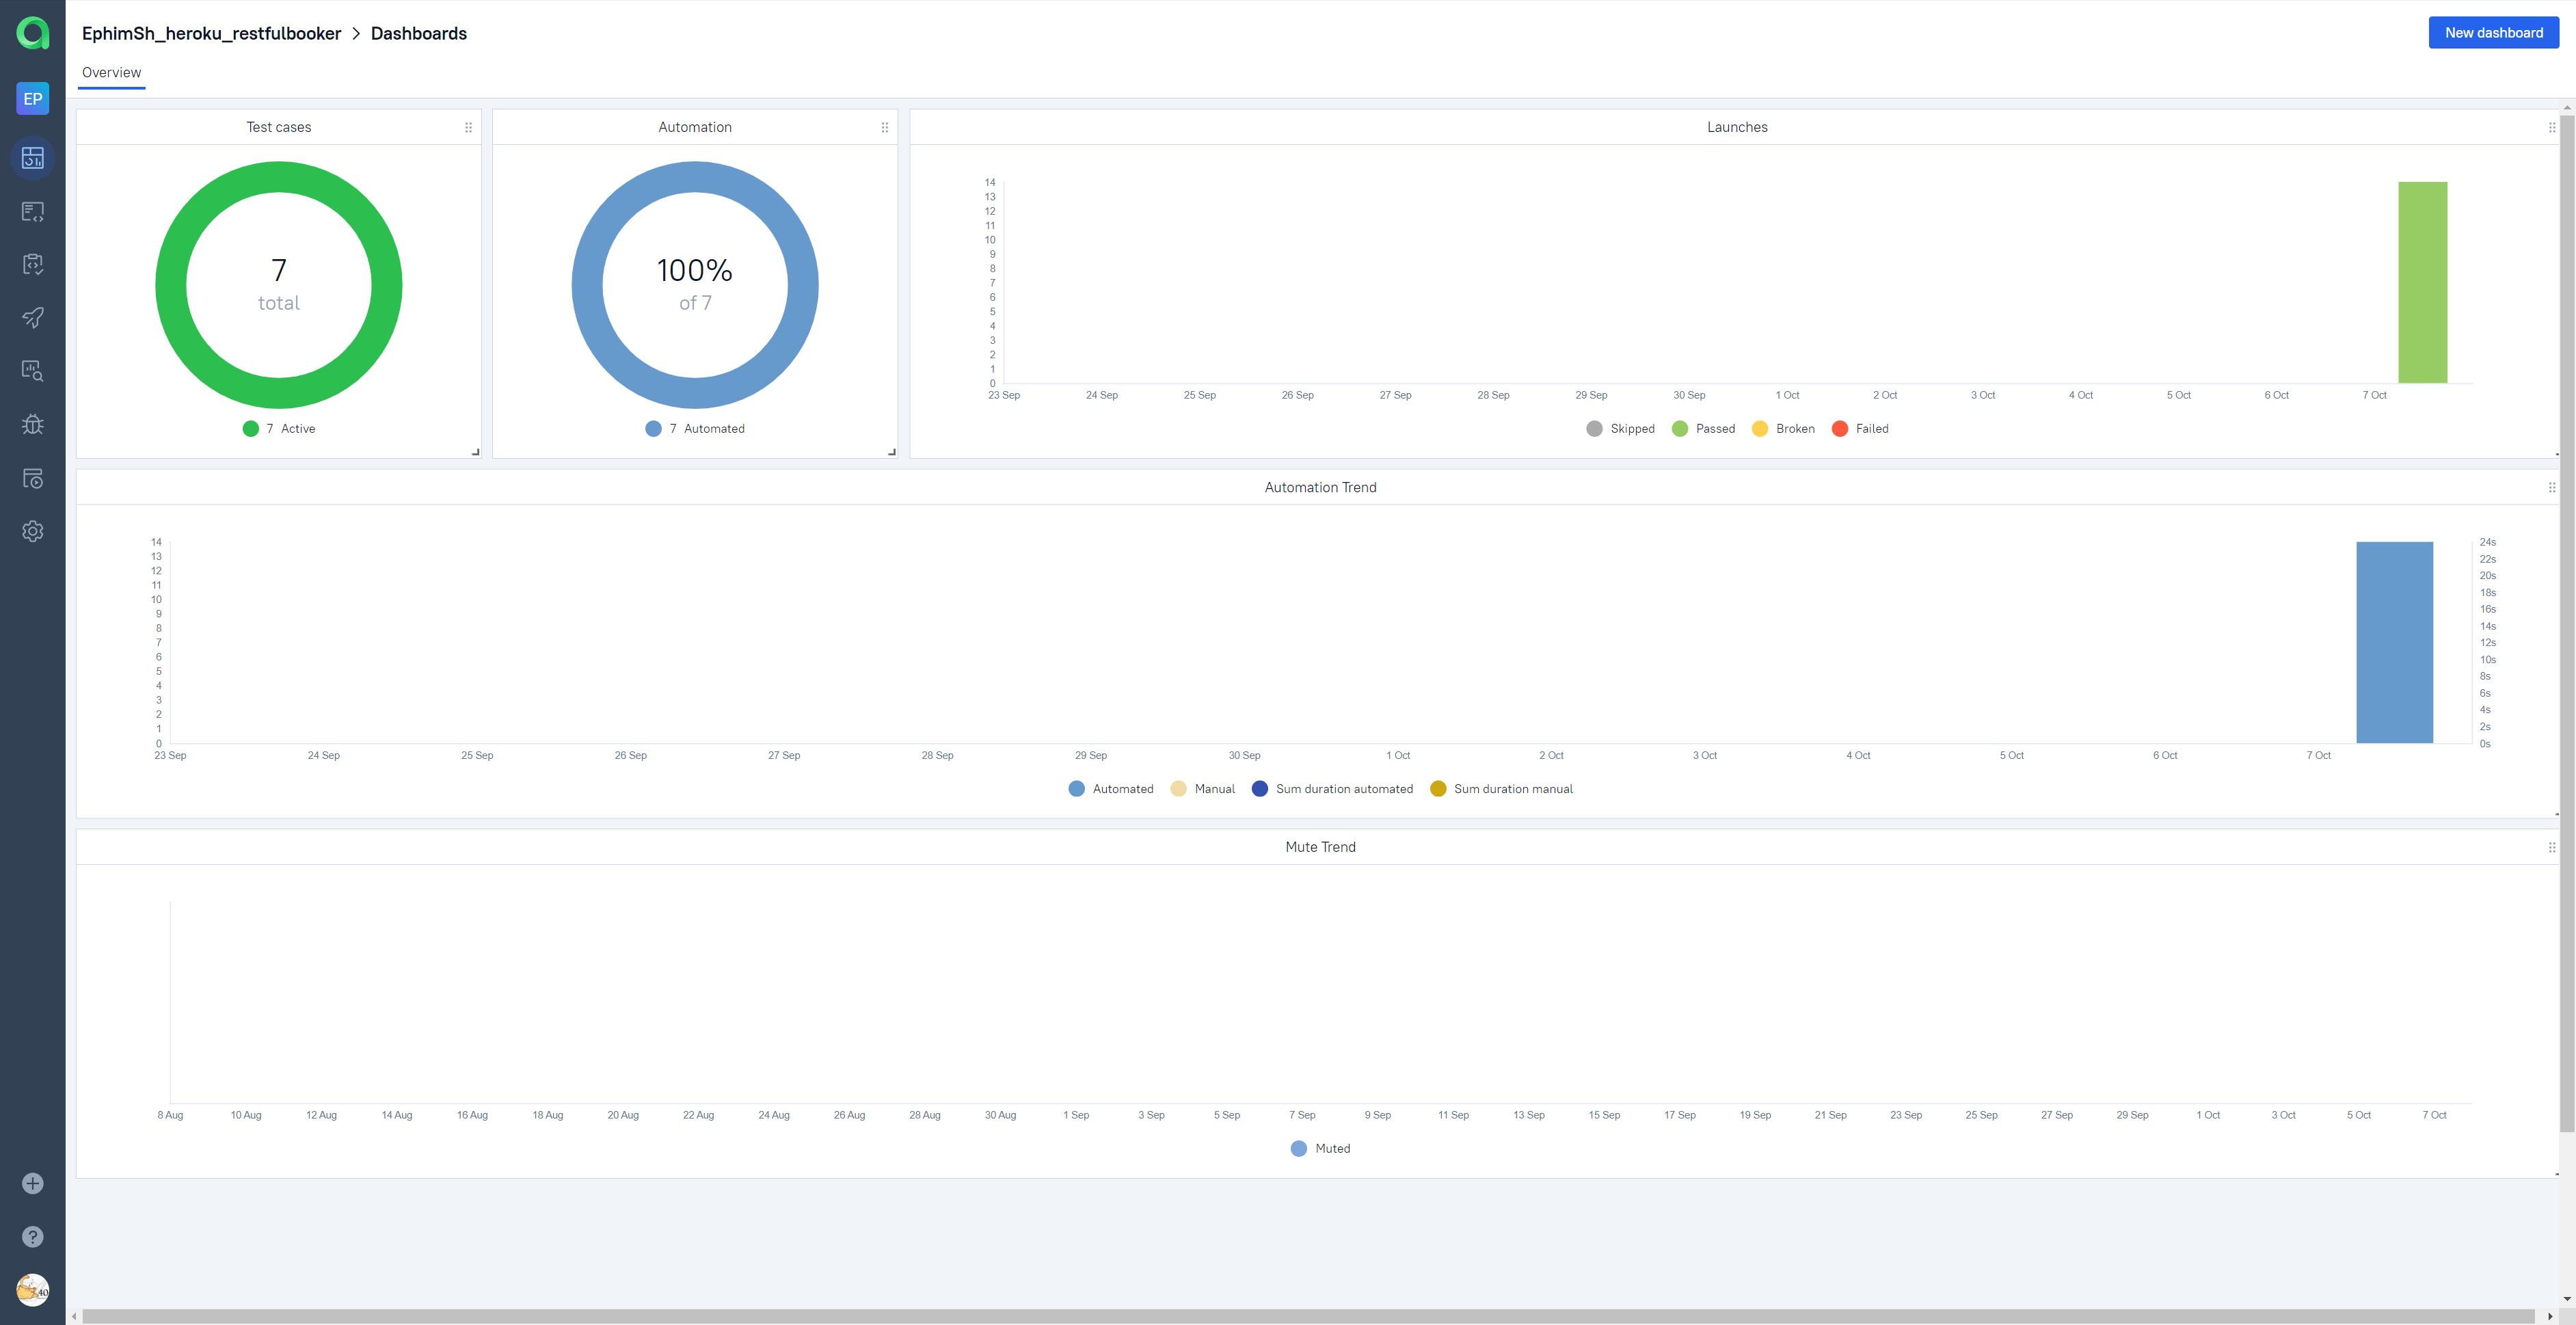 EphimSh_heroku_restfulbooker > Dashboards
New dashboard
Overview
EP
Test cases
7
total
7 Active
Automation
100%
of 7
7 Automated
Launches
14
13
12
11
10
9
8
7
6
5
4
3
2
1
0
23 Sep 24 Sep 25 Sep 26 Sep 27 Sep 28 Sep 29 Sep 30 Sep 1 Oct 2 Oct 3 Oct 4 Oct 5 Oct 6 Oct 7 Oct
Skipped Passed Broken Failed
Automation Trend
14
13
12
11
10
9
8
7
6
5
4
3
2
1
0
24s
22s
20s
18s
16s
14s
12s
10s
8s
6s
4s
2s
0s
23 Sep 24 Sep 25 Sep 26 Sep 27 Sep 28 Sep 29 Sep 30 Sep 1 Oct 2 Oct 3 Oct 4 Oct 5 Oct 6 Oct 7 Oct
Automated Manual Sum duration automated Sum duration manual
Mute Trend
8 Aug 10 Aug 12 Aug 14 Aug 16 Aug 18 Aug 20 Aug 22 Aug 24 Aug 26 Aug 28 Aug 30 Aug 1 Sep 3 Sep 5 Sep 7 Sep 9 Sep 11 Sep 13 Sep 15 Sep 17 Sep 19 Sep 21 Sep 23 Sep 25 Sep 27 Sep 29 Sep 1 Oct 3 Oct 5 Oct 7 Oct
Muted
?
40